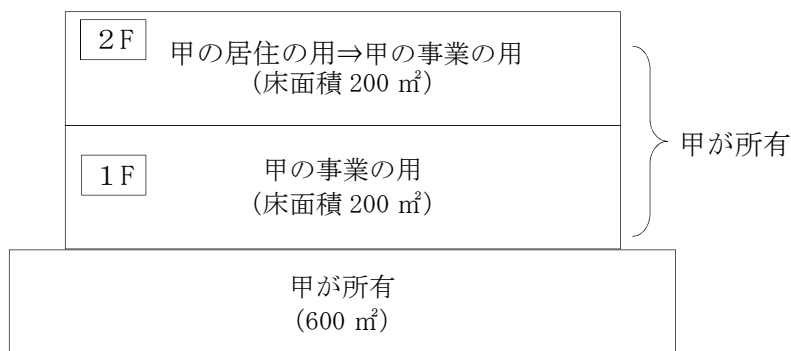 ２Ｆ
甲の居住の用⇒甲の事業の用
（床面積 200 ㎡）
１Ｆ
甲の事業の用
（床面積 200 ㎡）
甲が所有
甲が所有
（600 ㎡）